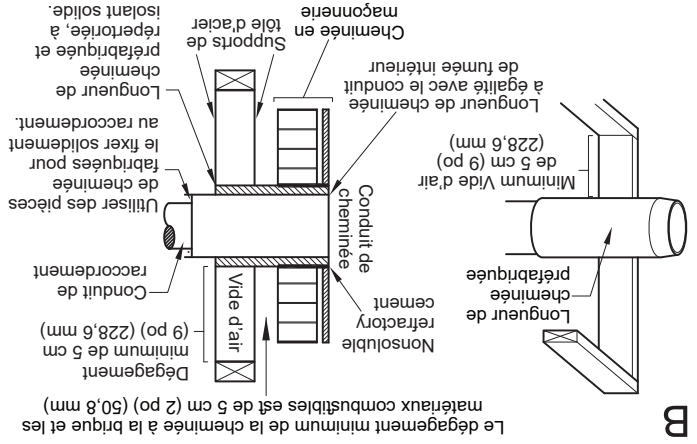 B
Le dégagement minimum de la cheminée à la brique et les
matériaux combustibles est de 5 cm (2 po) (50,8 mm)
Longueur de
cheminée
préfabriquée
Minimum Vide d'air
de 5 cm (9 po)
(228,6 mm)
Nonsoluble
refractory
cement
Dégagement
minimum de 5 cm
(9 po) (228,6 mm)
Vide d'air
Conduit de
raccordement
Conduit de
cheminée
Utiliser des pièces
de cheminée
fabriquées pour
le fixer solidement
au raccordement.
Longueur de cheminée
à égalité avec le conduit
de fumée intérieur
Longueur de
cheminée
préfabriquée et
répertoriée, à
isolant solide.
Cheminée en
maçonnerie
Supports de
tôle d'acier